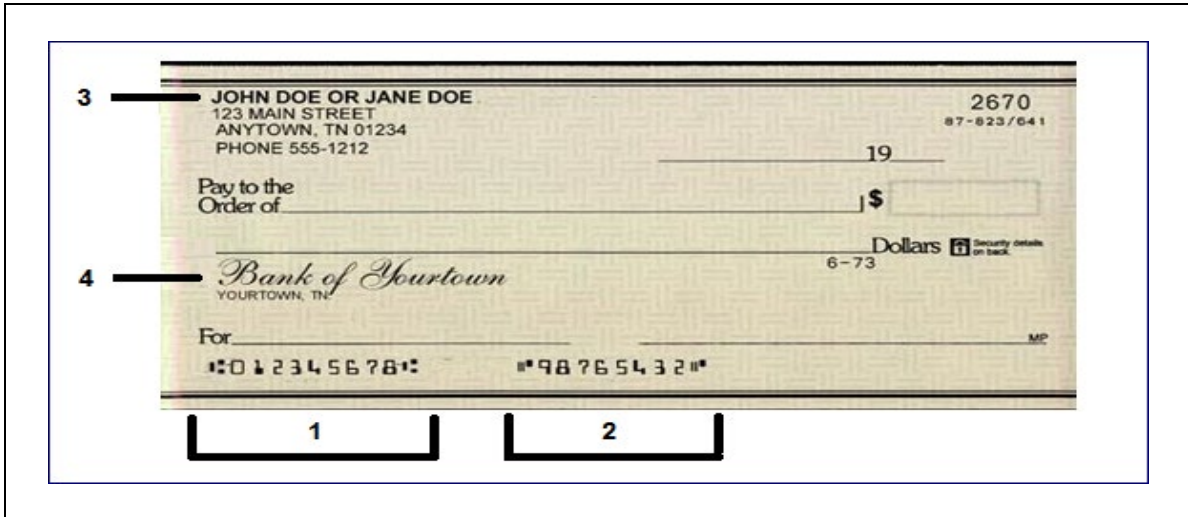 3
JOHN DOE OR JANE DOE
2670
123 MAIN STREET
87-823/641
ANYTOWN, TN 01234
PHONE 555-1212
19
Pay to the
Order of
$
Dollars
Security details
on back.
6-73
4
Bank of Yourtown
YOURTOWN, TN
For
MP
⑆012345678⑆ ⑈98765432⑈
1 2